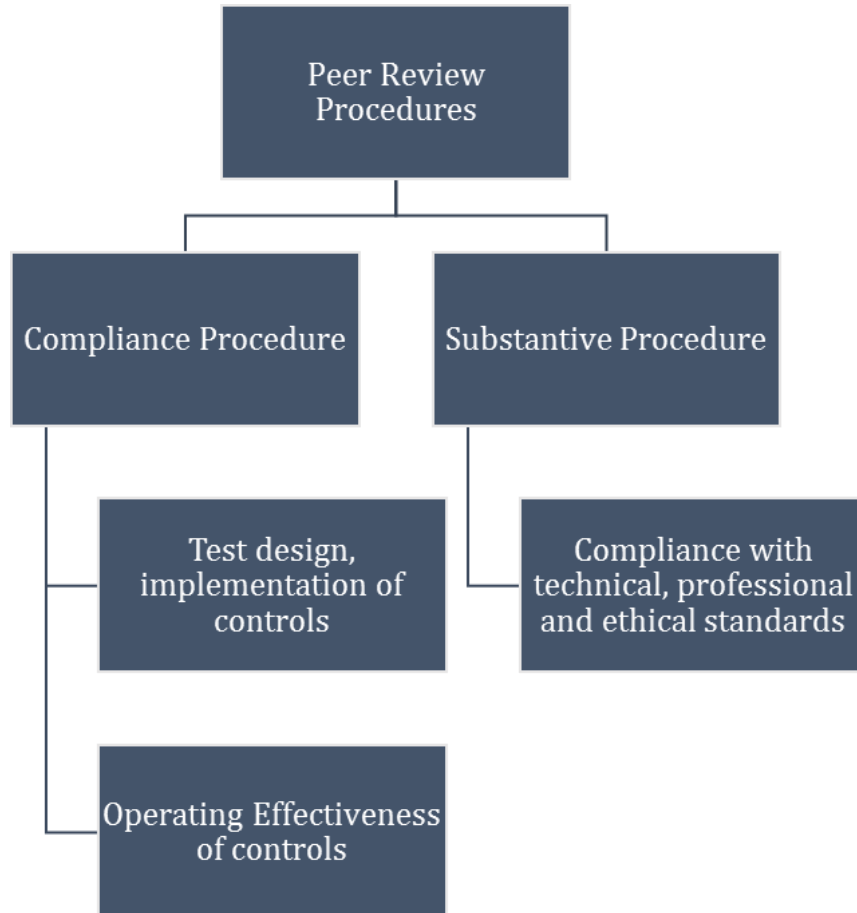 Peer Review
Procedures
Compliance Procedure
Substantive Procedure
Test design,
implementation of
controls
Compliance with
technical, professional
and ethical standards
Operating Effectiveness
of controls